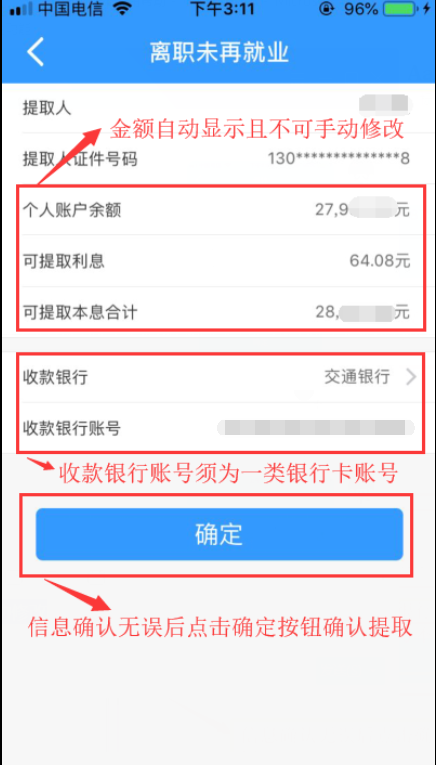 中国电信 下午3:11 96%
离职未再就业
提取人
金额自动显示且不可手动修改
提取人证件号码 130**************8
个人账户余额 27,9 元
可提取利息 64.08元
可提取本息合计 28, 元
收款银行 交通银行
收款银行账号
收款银行账号须为一类银行卡账号
确定
信息确认无误后点击确定按钮确认提取